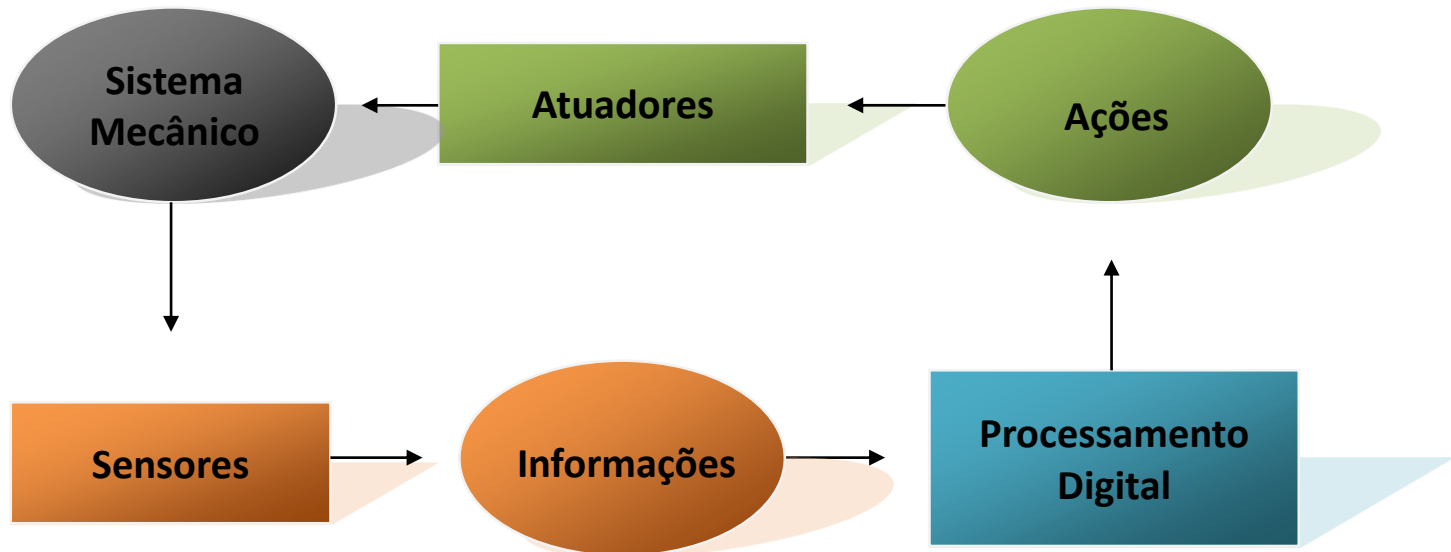 Sistema
Mecânico
Atuadores
Ações
Sensores
Informações
Processamento
Digital